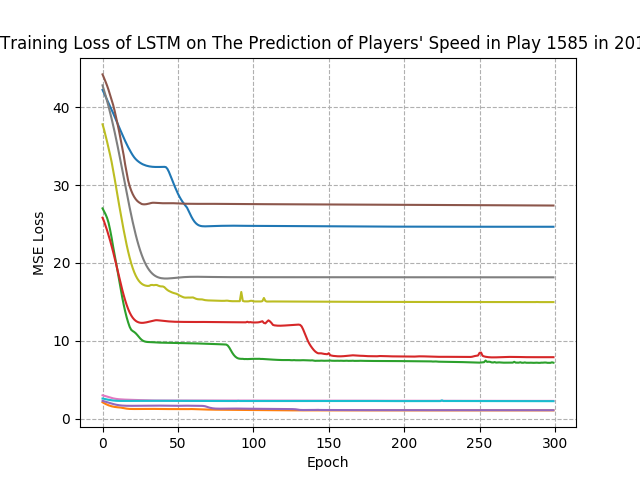 Training Loss of LSTM on The Prediction of Players' Speed in Play 1585 in 201
40
30
20
10
0
MSE Loss
0 50 100 150 200 250 300
Epoch